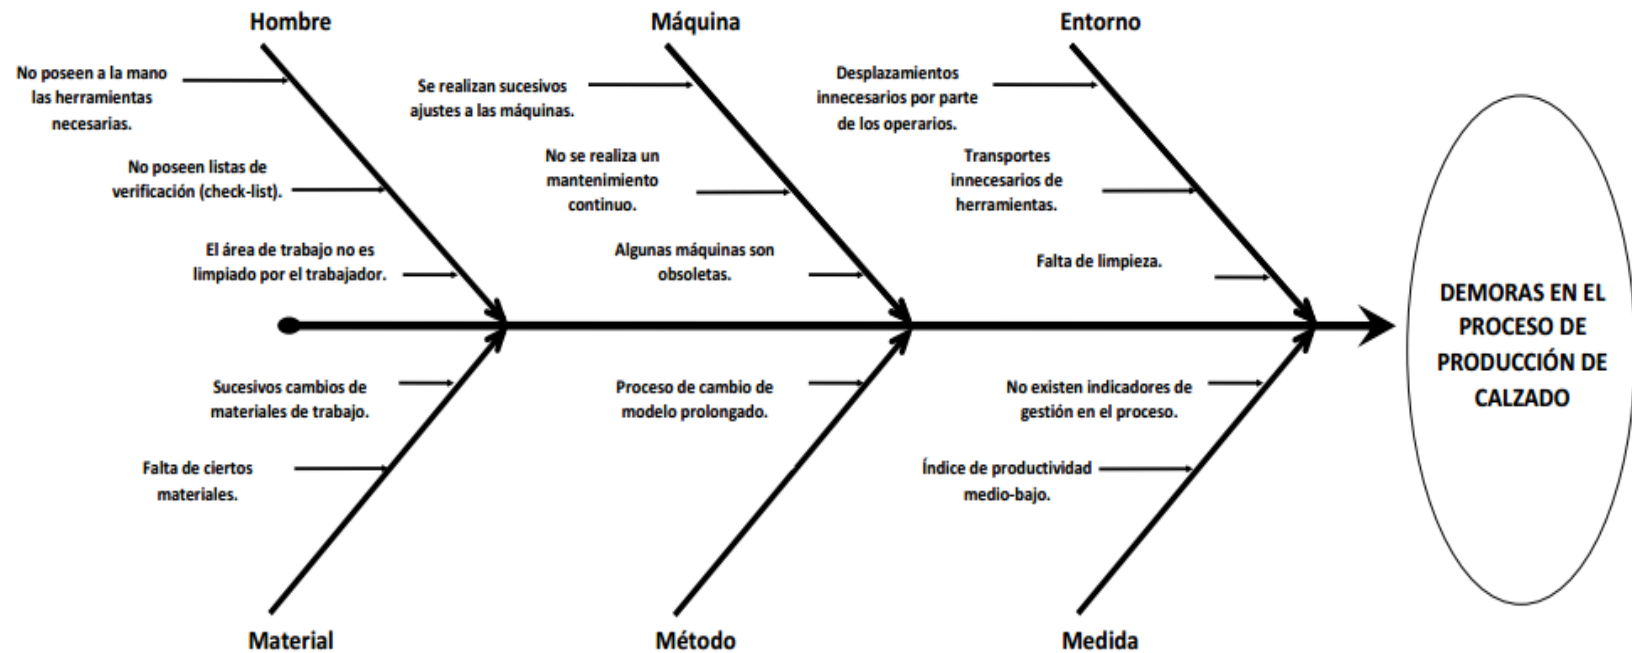 Hombre
Máquina
Entorno
No poseen a la mano
las herramientas
necesarias.
Se realizan sucesivos
ajustes a las máquinas.
Desplazamientos
innecesarios por parte
de los operarios.
No poseen listas de
verificación (check-list).
No se realiza un
mantenimiento
continuo.
Transportes
innecesarios de
herramientas.
El área de trabajo no es
limpiado por el trabajador.
Algunas máquinas son
obsoletas.
Falta de limpieza.
DEMORAS EN EL
PROCESO DE
PRODUCCIÓN DE
CALZADO
Sucesivos cambios de
materiales de trabajo.
Proceso de cambio de
modelo prolongado.
No existen indicadores de
gestión en el proceso.
Falta de ciertos
materiales.
Índice de productividad
medio-bajo.
Material
Método
Medida